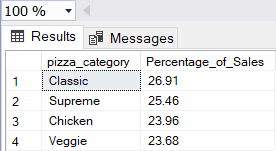 100 %
Results Messages
pizza_category Percentage_of_Sales
1 Classic 26.91
2 Supreme 25.46
3 Chicken 23.96
4 Veggie 23.68